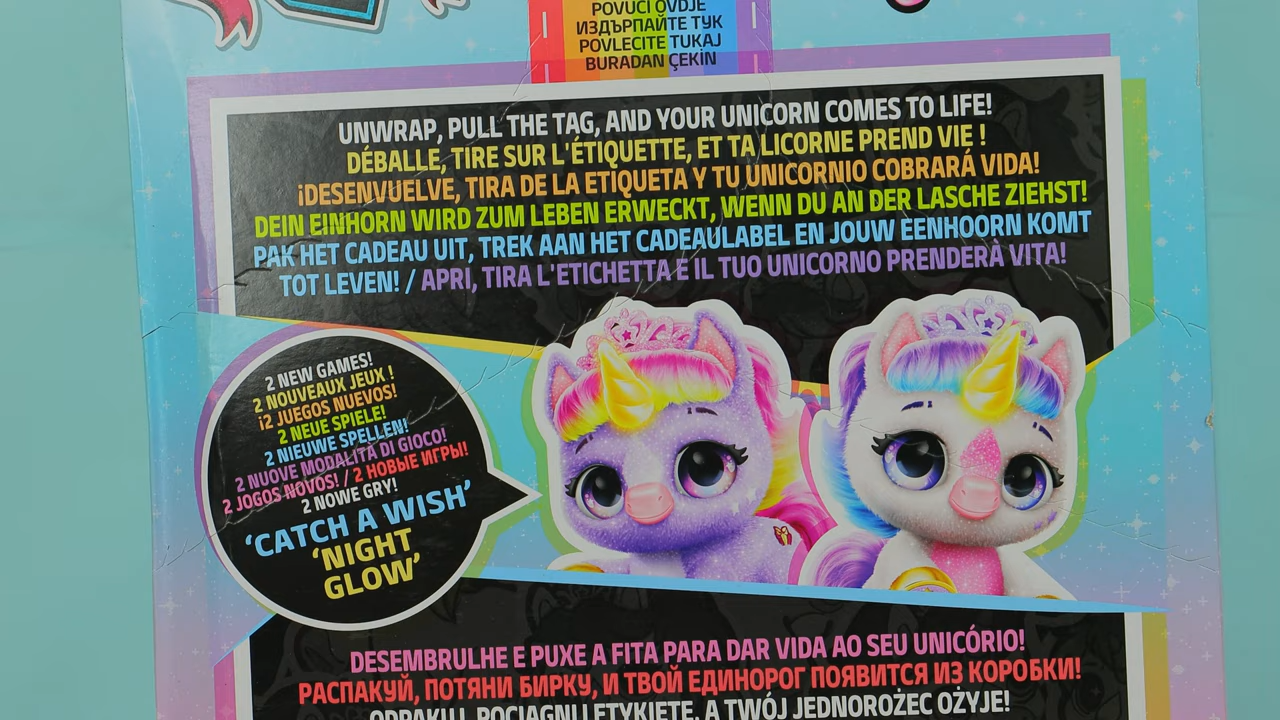 POVUCI OVDJE
ИЗДЪРПАЙТЕ ТУК
POVLECITE TUKAJ
BURADAN ÇEKİN
UNWRAP, PULL THE TAG, AND YOUR UNICORN COMES TO LIFE!
DÉBALLE, TIRE SUR L'ÉTIQUETTE, ET TA LICORNE PREND VIE !
¡DESENVUELVE, TIRA DE LA ETIQUETA Y TU UNICORNIO COBRARÁ VIDA!
DEIN EINHORN WIRD ZUM LEBEN ERWECKT, WENN DU AN DER LASCHE ZIEHST!
PAK HET CADEAU UIT, TREK AAN HET CADEAULABEL EN JOUW EENHOORN KOMT
TOT LEVEN! / APRI, TIRA L'ETICHETTA E IL TUO UNICORNO PRENDERÀ VITA!
2 NEW GAMES!
2 NOUVEAUX JEUX !
¡2 JUEGOS NUEVOS!
2 NEUE SPIELE!
2 NIEUWE SPELLEN!
2 NUOVE MODALITÀ DI GIOCO!
2 JOGOS NOVOS! / 2 НОВЫЕ ИГРЫ!
2 NOWE GRY!
‘CATCH A WISH’
‘NIGHT
GLOW’
DESEMBRULHE E PUXE A FITA PARA DAR VIDA AO SEU UNICÓRIO!
РАСПАКУЙ, ПОТЯНИ БИРКУ, И ТВОЙ ЕДИНОРОГ ПОЯВИТСЯ ИЗ КОРОБКИ!
ODPAKUJ, POCIĄGNIJ ETYKIETĘ, A TWÓJ JEDNOROŻEC OŻYJE!